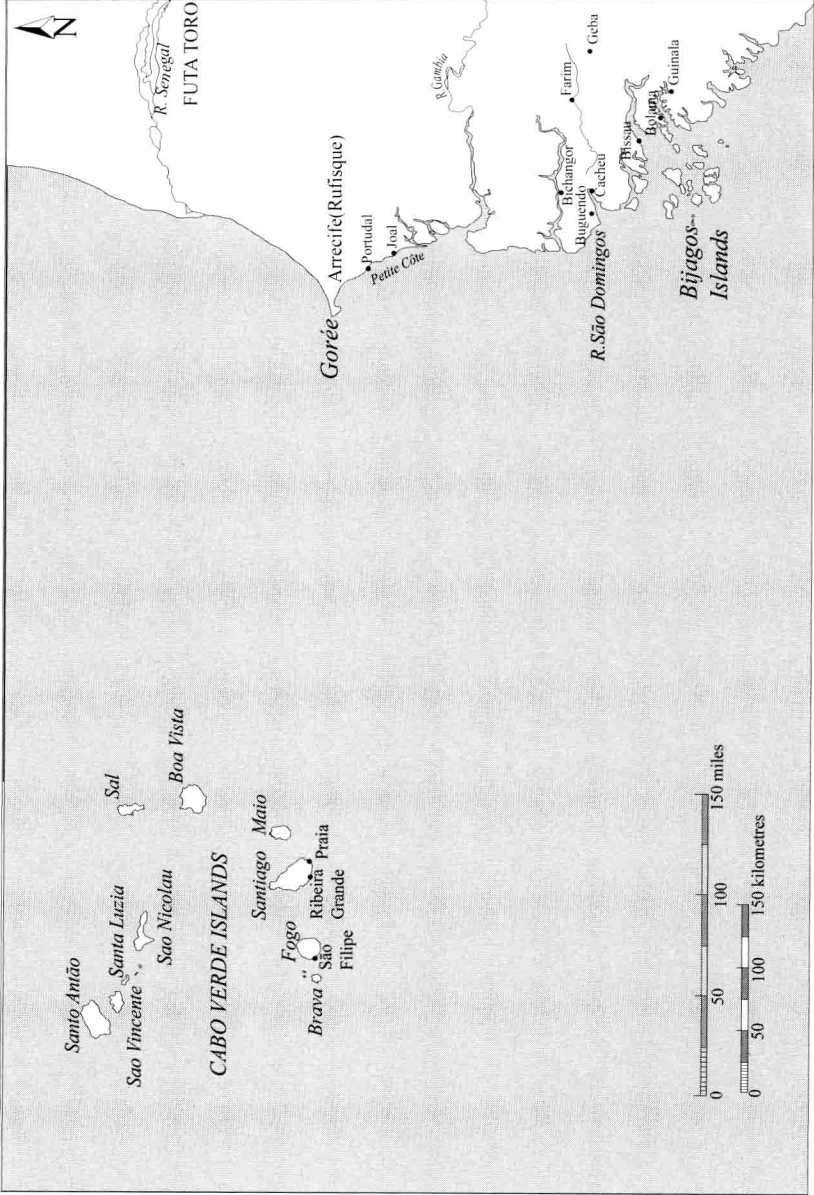 N
R. Senegal
FUTA TORO
R.Gambia
Arrecife(Rufisque)
Gorée
Portudal
Joal
Petite Côte
Farim
Geba
Bichangor
Buguendo
Cacheu
R.São Domingos
Bissau
Bolama
Guinala
Bijagos
Islands
Santo Antão
Santa Luzia
Sao Vincente
Sao Nicolau
Sal
Boa Vista
CABO VERDE ISLANDS
Maio
Santiago
Praia
Ribeira
Grande
Fogo
São
Filipe
Brava
0 50 100 150 miles
0 50 100 150 kilometres